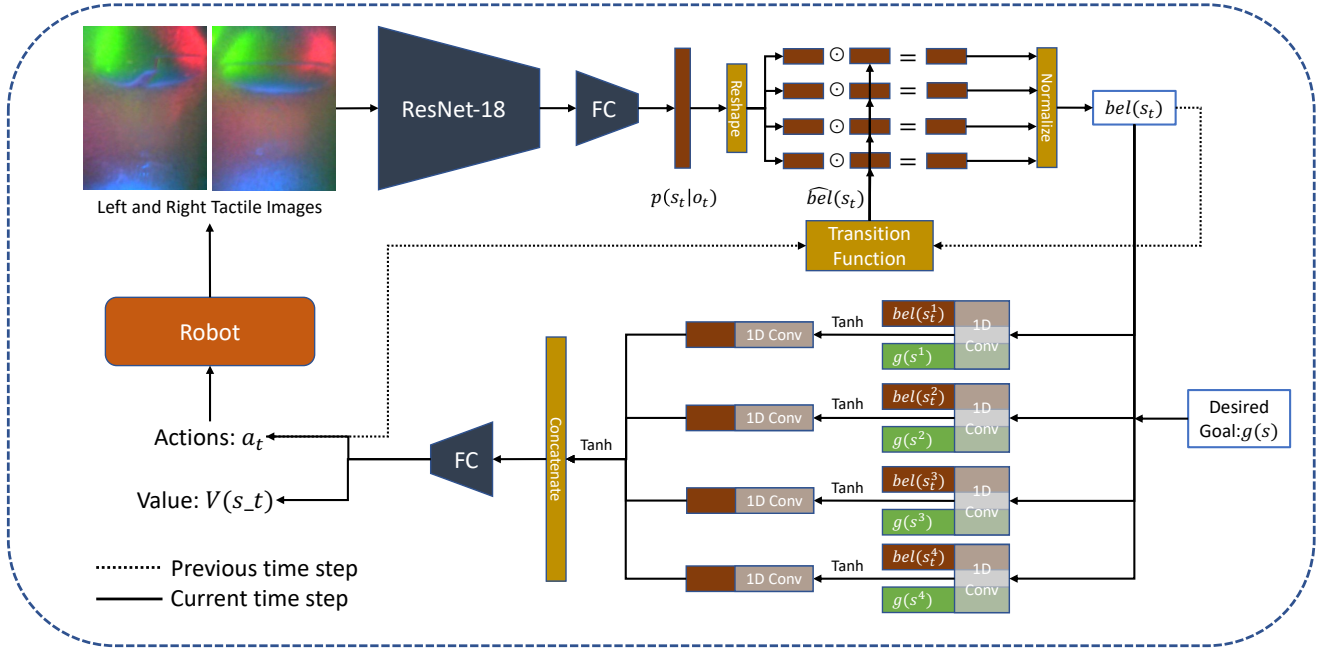 ResNet-18
FC
Reshape
⊙ =
⊙ =
⊙ =
⊙ =
Normalize
bel(s_t)
Left and Right Tactile Images
p(s_t|o_t)
\widehat{bel}(s_t)
Transition
Function
Robot
Actions: a_t
Value: V(s_t)
FC
Concatenate
Tanh
1D Conv
Tanh
bel(s_t^1)
g(s^1)
1D
Conv
1D Conv
Tanh
bel(s_t^2)
g(s^2)
1D
Conv
1D Conv
Tanh
bel(s_t^3)
g(s^3)
1D
Conv
1D Conv
Tanh
bel(s_t^4)
g(s^4)
1D
Conv
Desired
Goal:g(s)
Previous time step
Current time step